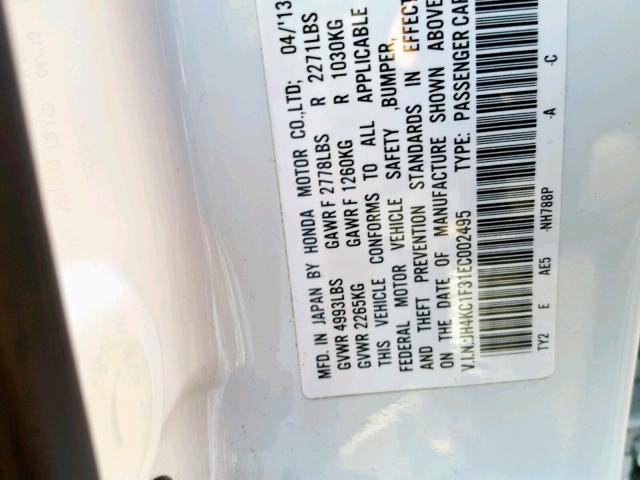 MFD. IN JAPAN BY HONDA MOTOR CO.,LTD; 04/13
GVWR 4993LBS GAWR F 2778LBS R 2271LBS
GVWR 2265KG GAWR F 1260KG R 1030KG
THIS VEHICLE CONFORMS TO ALL APPLICABLE
FEDERAL MOTOR VEHICLE SAFETY ,BUMPER,
AND THEFT PREVENTION STANDARDS IN EFFECT
ON THE DATE OF MANUFACTURE SHOWN ABOVE
V.I.N:JH4KC1F31EC002495 TYPE: PASSENGER CAR
TY2 E AE5 -NH788P -A -C